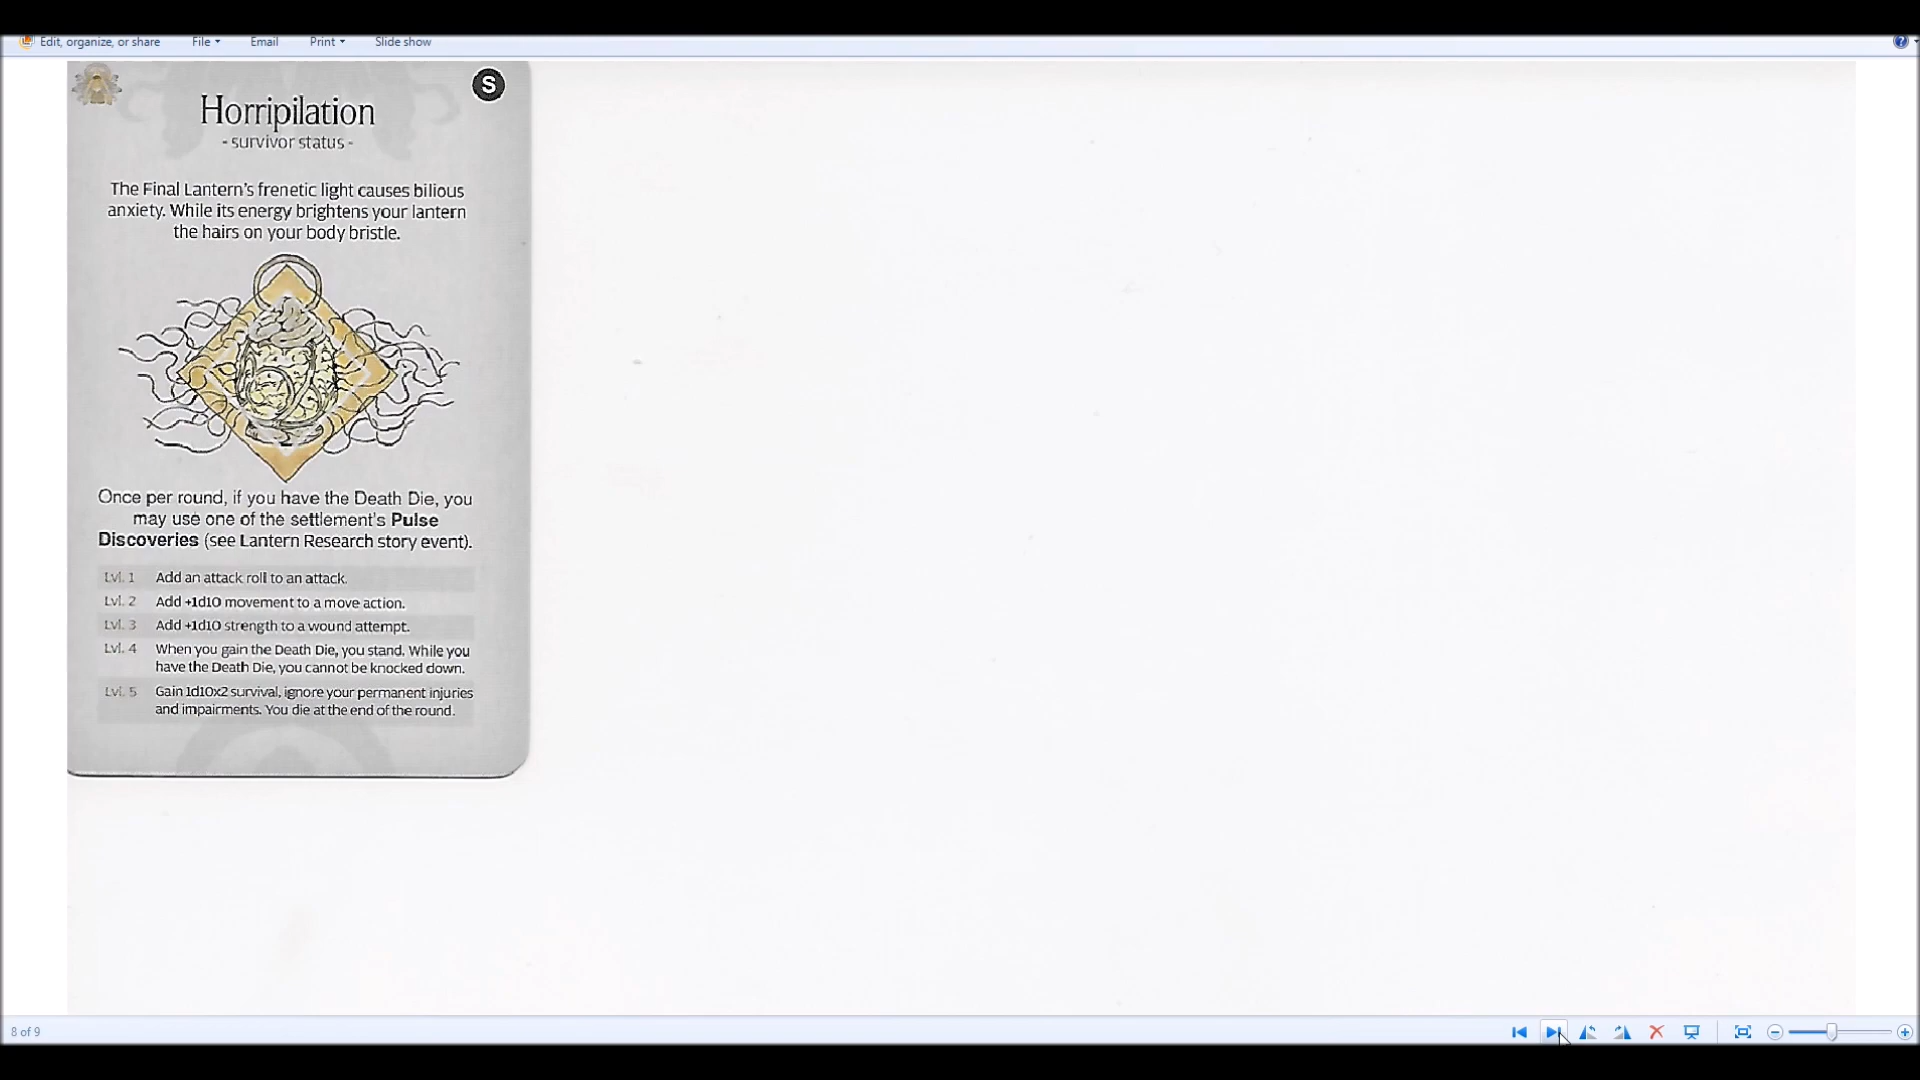 Edit, organize, or share File Email Print Slide show
S
Horripilation
- survivor status -
The Final Lantern's frenetic light causes bilious
anxiety. While its energy brightens your lantern
the hairs on your body bristle.
Once per round, if you have the Death Die, you
may use one of the settlement's Pulse
Discoveries (see Lantern Research story event).
Lvl. 1 Add an attack roll to an attack.
Lvl. 2 Add +1d10 movement to a move action.
Lvl. 3 Add +1d10 strength to a wound attempt.
Lvl. 4 When you gain the Death Die, you stand. While you
have the Death Die, you cannot be knocked down.
Lvl. 5 Gain 1d10x2 survival, ignore your permanent injuries
and impairments. You die at the end of the round.
8 of 9